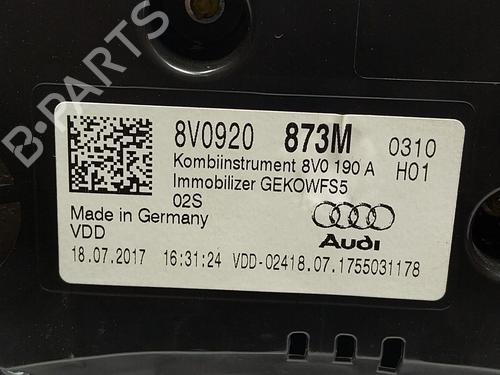 B-PARTS
8V0920 873M 0310
Kombiinstrument 8V0 190 A H01
Immobilizer GEKOWFS5
02S
Made in Germany
VDD
Audi
18.07.2017 16:31:24 VDD-02418.07.1755031178